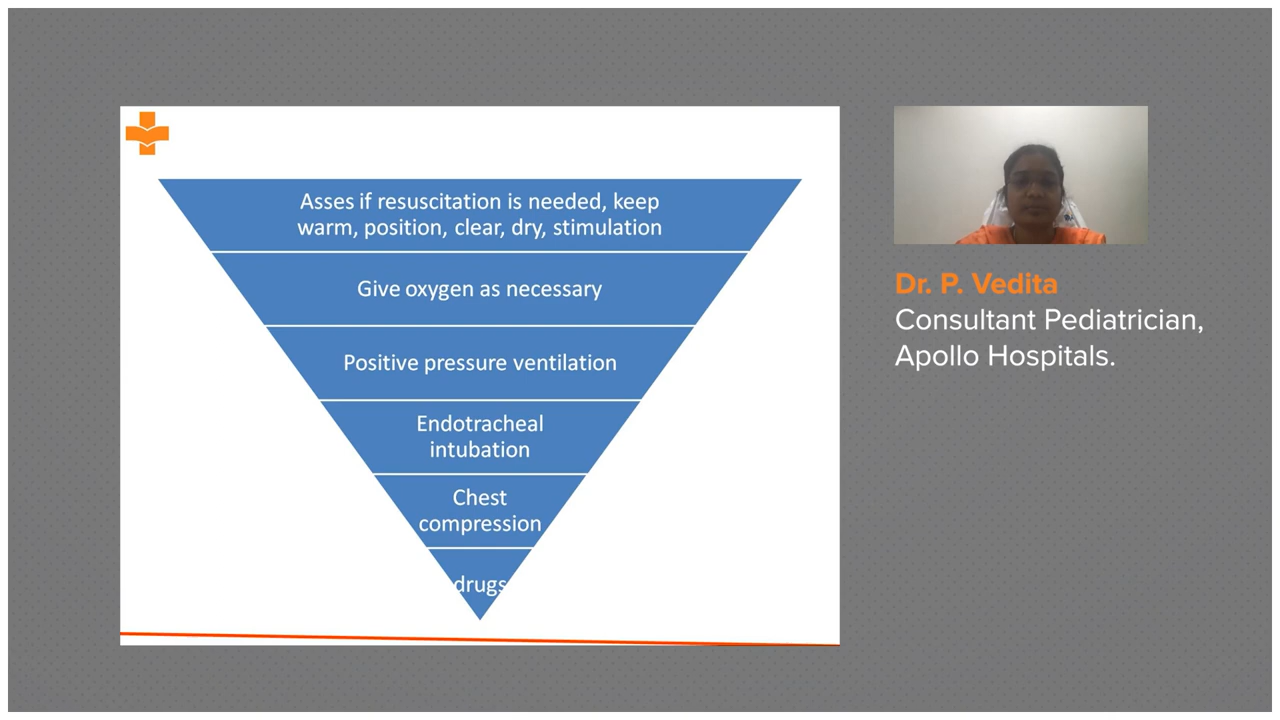 Asses if resuscitation is needed, keep
warm, position, clear, dry, stimulation
Give oxygen as necessary
Positive pressure ventilation
Endotracheal
intubation
Chest
compression
drugs
Dr. P. Vedita
Consultant Pediatrician,
Apollo Hospitals.